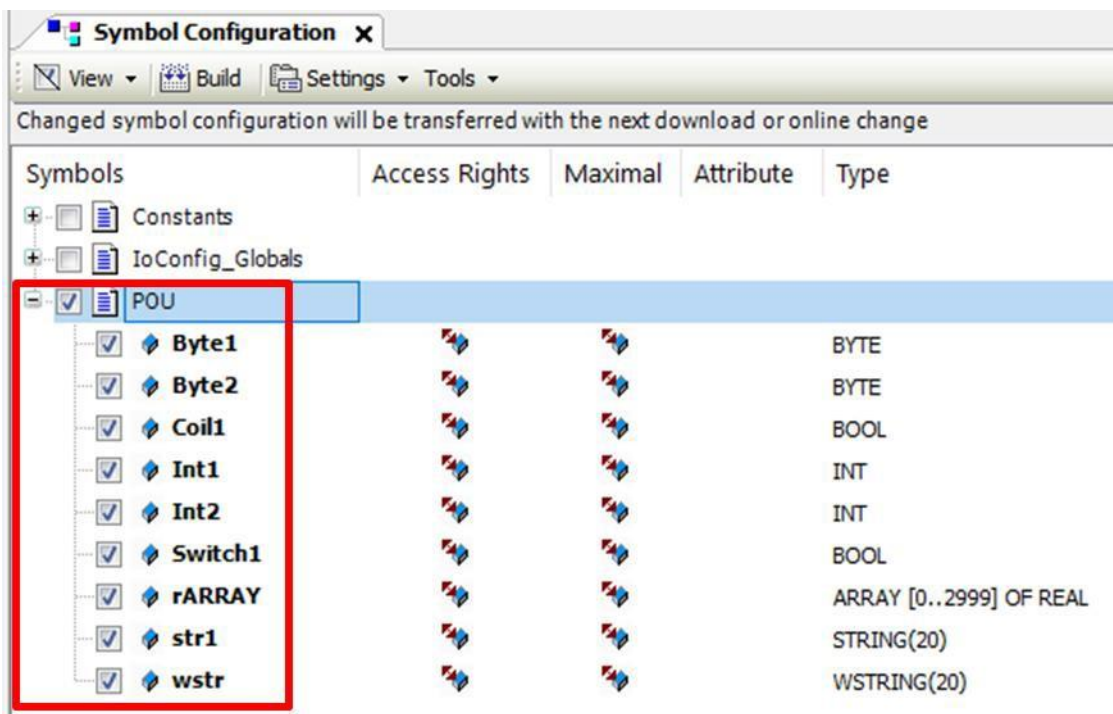 Symbol Configuration X
View Build Settings Tools
Changed symbol configuration will be transferred with the next download or online change
Symbols Access Rights Maximal Attribute Type
Constants
IoConfig_Globals
POU
Byte1 BYTE
Byte2 BYTE
Coil1 BOOL
Int1 INT
Int2 INT
Switch1 BOOL
rARRAY ARRAY [0..2999] OF REAL
str1 STRING(20)
wstr WSTRING(20)